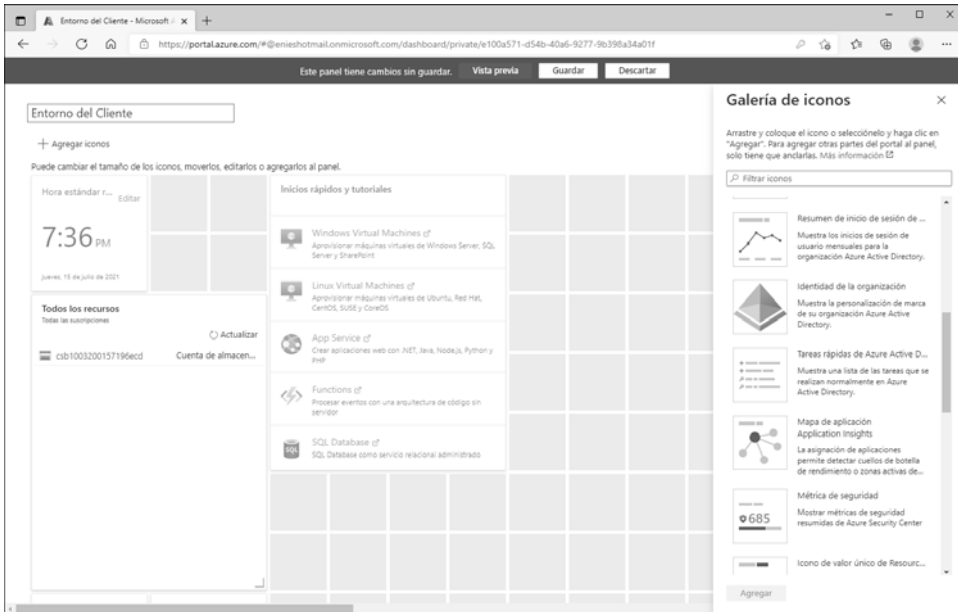 Entorno del Cliente - Microsoft A
https://portal.azure.com/#@enieshotmail.onmicrosoft.com/dashboard/private/e100a571-d54b-40a6-9277-9b398a34a01f
Este panel tiene cambios sin guardar. Vista previa Guardar Descartar
Entorno del Cliente
Agregar iconos
Puede cambiar el tamaño de los iconos, moverlos, editarlos o agregarlos al panel.
Hora estándar r... Editar
7:36 PM
jueves, 15 de julio de 2021
Todos los recursos
Todas las suscripciones
Actualizar
csb1003200157196ecd Cuenta de almacen...
Inicios rápidos y tutoriales
Windows Virtual Machines
Aprovisionar máquinas virtuales de Windows Server, SQL
Server y SharePoint
Linux Virtual Machines
Aprovisionar máquinas virtuales de Ubuntu, Red Hat,
CentOS, SUSE y CoreOS
App Service
Crear aplicaciones web con .NET, Java, Node.js, Python y
PHP
Functions
Procesar eventos con una arquitectura de código sin
servidor
SQL
SQL Database
SQL Database como servicio relacional administrado
Galería de iconos
Arrastre y coloque el icono o selecciónelo y haga clic en
"Agregar". Para agregar otras partes del portal al panel,
solo tiene que anclarlas. Más información
Filtrar iconos
Resumen de inicio de sesión de ...
Muestra los inicios de sesión de
usuario mensuales para la
organización Azure Active Directory.
Identidad de la organización
Muestra la personalización de marca
de su organización Azure Active
Directory.
Tareas rápidas de Azure Active D...
Muestra una lista de las tareas que se
realizan normalmente en Azure
Active Directory.
Mapa de aplicación
Application Insights
La asignación de aplicaciones
permite detectar cuellos de botella
de rendimiento o zonas activas de...
685
Métrica de seguridad
Mostrar métricas de seguridad
resumidas de Azure Security Center
Icono de valor único de Resourc...
Agregar